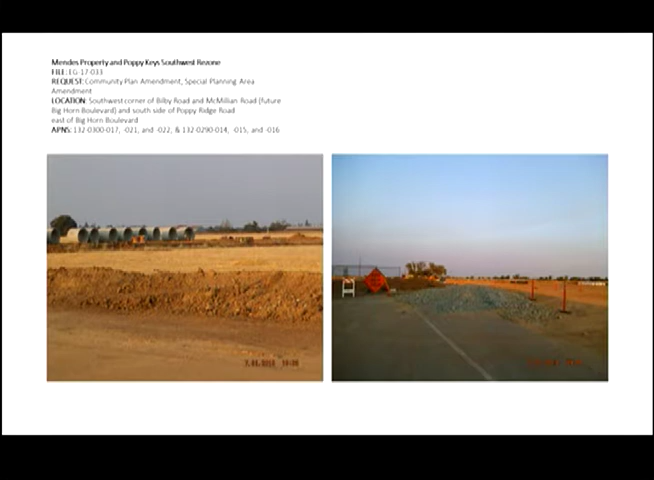 Mendes Property and Poppy Keys Southwest Rezone
FILE: EG-17-033
REQUEST: Community Plan Amendment, Special Planning Area
Amendment
LOCATION: Southwest corner of Bilby Road and McMillan Road (future
Big Horn Boulevard) and south side of Poppy Ridge Road
east of Big Horn Boulevard
APNS: 132-0300-017, -021, and -022, & 132-0290-014, -015, and -016